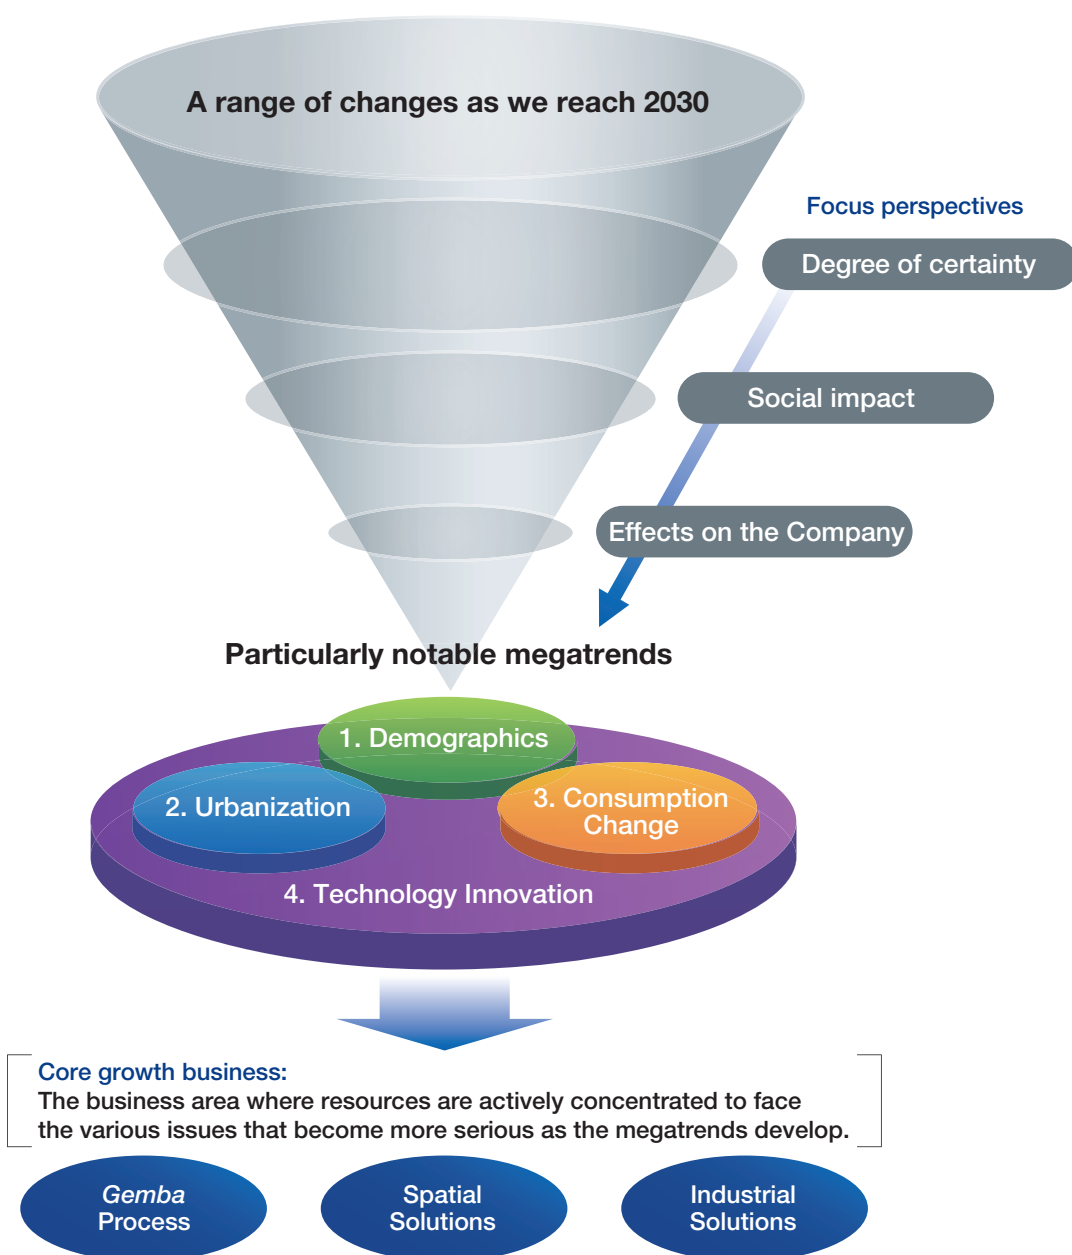 A range of changes as we reach 2030
Focus perspectives
Degree of certainty
Social impact
Effects on the Company
Particularly notable megatrends
1. Demographics
2. Urbanization
3. Consumption
Change
4. Technology Innovation
Core growth business:
The business area where resources are actively concentrated to face
the various issues that become more serious as the megatrends develop.
Gemba
Process
Spatial
Solutions
Industrial
Solutions